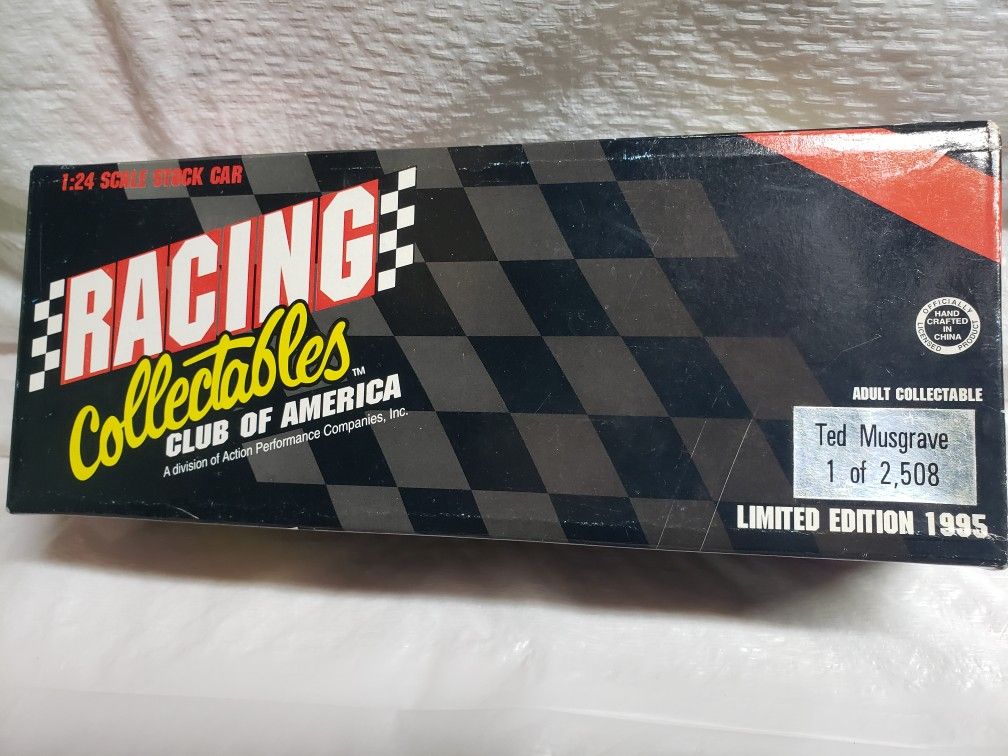 1:24 SCALE STOCK CAR
RACING
Collectables™
CLUB OF AMERICA
A division of Action Performance Companies, Inc.
OFFICIALLY
LICENSED PRODUCT
HAND
CRAFTED
IN
CHINA
ADULT COLLECTABLE
Ted Musgrave
1 of 2,508
LIMITED EDITION 1995